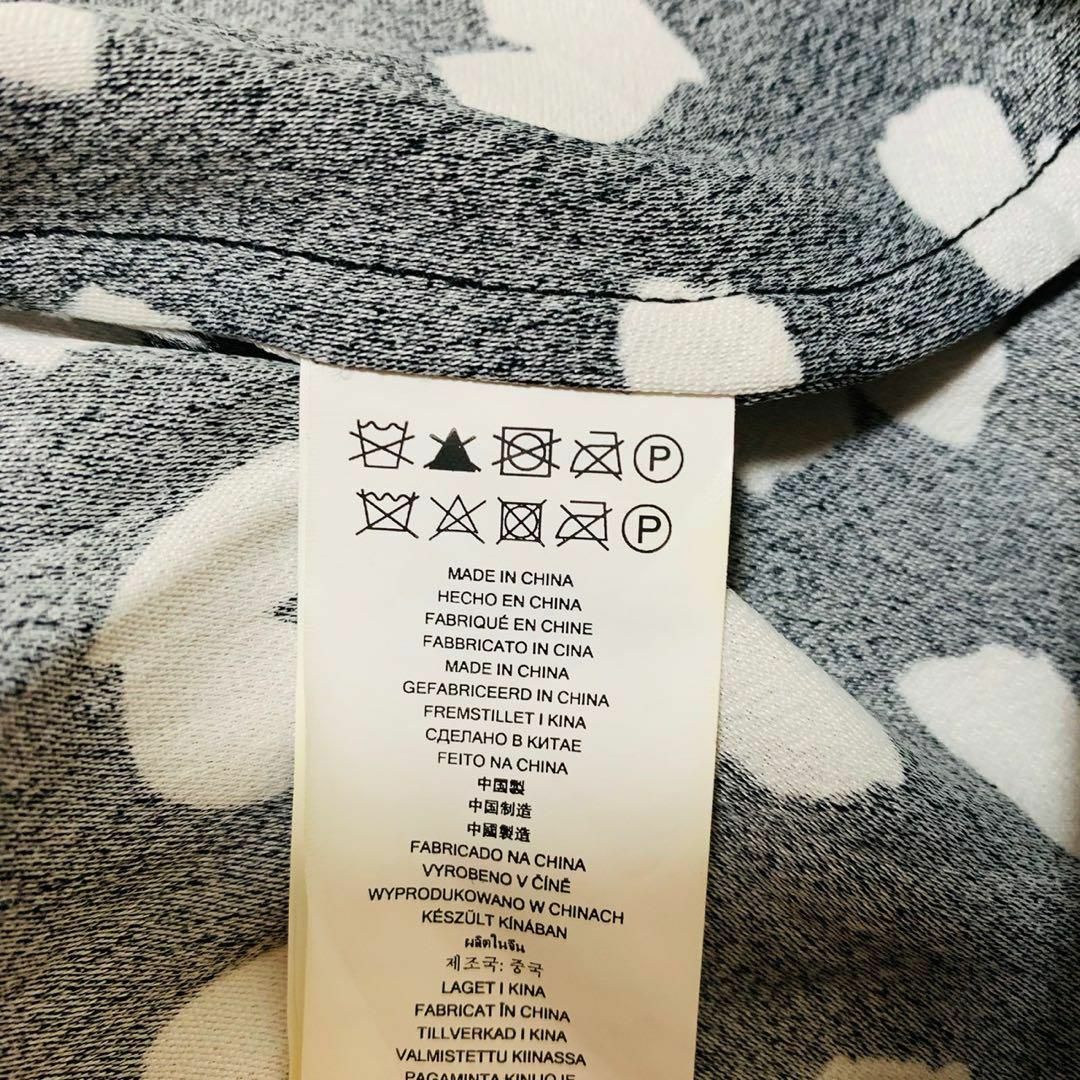 P
P
MADE IN CHINA
HECHO EN CHINA
FABRIQUÉ EN CHINE
FABBRICATO IN CINA
MADE IN CHINA
GEFABRICEERD IN CHINA
FREMSTILLET I KINA
СДЕЛАНО В КИТАЕ
FEITO NA CHINA
中国製
中国制造
中國製造
FABRICADO NA CHINA
VYROBENO V ČÍNĚ
WYPRODUKOWANO W CHINACH
KÉSZÜLT KÍNÁBAN
ผลิตในจีน
제조국: 중국
LAGET I KINA
FABRICAT ÎN CHINA
TILLVERKAD I KINA
VALMISTETTU KIINASSA
PAGAMINTA KINIJOJE